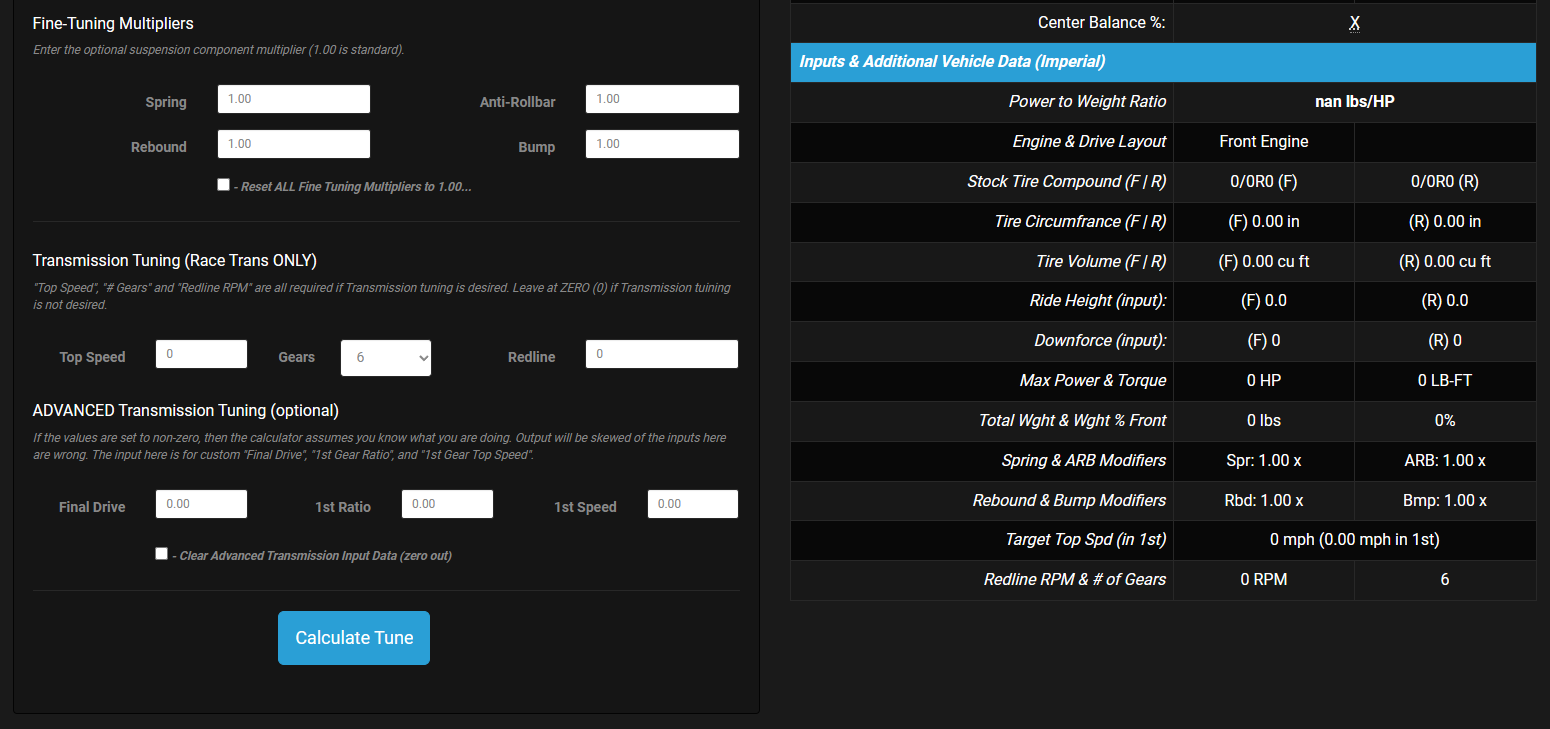 Fine-Tuning Multipliers
Enter the optional suspension component multiplier (1.00 is standard).
Spring 1.00 Anti-Rollbar 1.00
Rebound 1.00 Bump 1.00
- Reset ALL Fine Tuning Multipliers to 1.00...
Transmission Tuning (Race Trans ONLY)
"Top Speed", "# Gears" and "Redline RPM" are all required if Transmission tuning is desired. Leave at ZERO (0) if Transmission tuining
is not desired.
Top Speed 0 Gears 6 Redline 0
ADVANCED Transmission Tuning (optional)
If the values are set to non-zero, then the calculator assumes you know what you are doing. Output will be skewed of the inputs here
are wrong. The input here is for custom "Final Drive", "1st Gear Ratio", and "1st Gear Top Speed".
Final Drive 0.00 1st Ratio 0.00 1st Speed 0.00
- Clear Advanced Transmission Input Data (zero out)
Calculate Tune
Center Balance %: X
Inputs & Additional Vehicle Data (Imperial)
Power to Weight Ratio nan lbs/HP
Engine & Drive Layout Front Engine
Stock Tire Compound (F | R) 0/0R0 (F) 0/0R0 (R)
Tire Circumfrance (F | R) (F) 0.00 in (R) 0.00 in
Tire Volume (F | R) (F) 0.00 cu ft (R) 0.00 cu ft
Ride Height (input): (F) 0.0 (R) 0.0
Downforce (input): (F) 0 (R) 0
Max Power & Torque 0 HP 0 LB-FT
Total Wght & Wght % Front 0 lbs 0%
Spring & ARB Modifiers Spr: 1.00 x ARB: 1.00 x
Rebound & Bump Modifiers Rbd: 1.00 x Bmp: 1.00 x
Target Top Spd (in 1st) 0 mph (0.00 mph in 1st)
Redline RPM & # of Gears 0 RPM 6